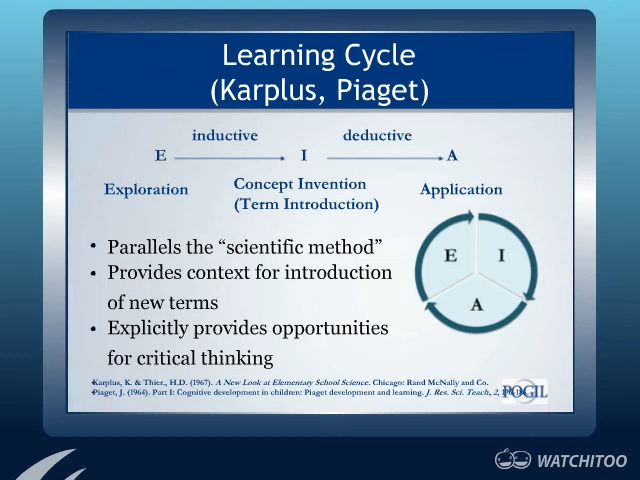 Learning Cycle
(Karplus, Piaget)
inductive deductive
E I A
Exploration Concept Invention (Term Introduction) Application
E I
A
• Parallels the “scientific method”
• Provides context for introduction
of new terms
• Explicitly provides opportunities
for critical thinking
•Karplus, K. & Thier., H.D. (1967). A New Look at Elementary School Science. Chicago: Rand McNally and Co.
•Piaget, J. (1964). Part I: Cognitive development in children: Piaget development and learning. J. Res. Sci. Teach, 2,
POGIL
WATCHITOO